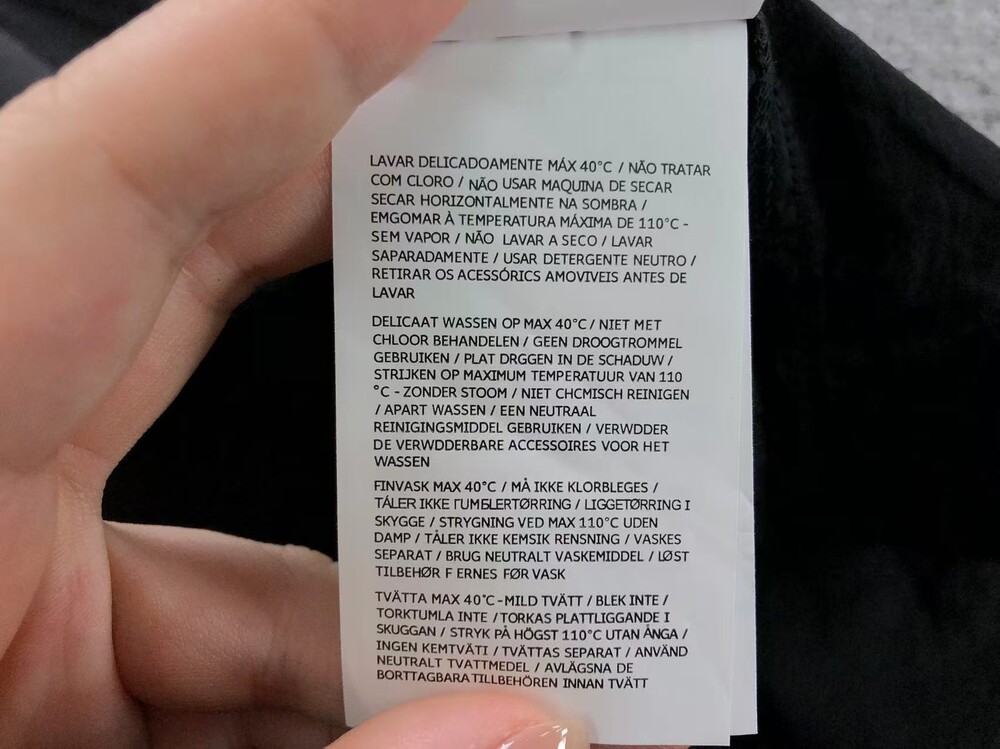 LAVAR DELICADOAMENTE MÁX 40°C / NÃO TRATAR
COM CLORO / NÃO USAR MAQUINA DE SECAR
SECAR HORIZONTALMENTE NA SOMBRA /
EMGOMAR À TEMPERATURA MÁXIMA DE 110°C -
SEM VAPOR / NÃO LAVAR A SECO / LAVAR
SAPARADAMENTE / USAR DETERGENTE NEUTRO /
RETIRAR OS ACESSÓRICS AMOVIVEIS ANTES DE
LAVAR
DELICAAT WASSEN OP MAX 40°C / NIET MET
CHLOOR BEHANDELEN / GEEN DROOGTROMMEL
GEBRUIKEN / PLAT DRGGEN IN DE SCHADUW /
STRIJKEN OP MAXIMUM TEMPERATUUR VAN 110
°C - ZONDER STOOM / NIET CHCMISCH REINIGEN
/ APART WASSEN / EEN NEUTRAAL
REINIGINGSMIDDEL GEBRUIKEN / VERWDDER
DE VERWDDERBARE ACCESSOIRES VOOR HET
WASSEN
FINVASK MAX 40°C / MÅ IKKE KLORBLEGES /
TÁLER IKKE TUMBLERTØRRING / LIGGETØRRING I
SKYGGE / STRYGNING VED MAX 110°C UDEN
DAMP / TÅLER IKKE KEMSIK RENSNING / VASKES
SEPARAT / BRUG NEUTRALT VASKEMIDDEL / LØST
TILBEHØR F ERNES FØR VASK
TVÄTTA MAX 40°C -MILD TVÄTT / BLEK INTE /
TORKTUMLA INTE / TORKAS PLATTLIGGANDE I
SKUGGAN / STRYK PÅ HÖGST 110°C UTAN ÅNGA /
INGEN KEMTVÄTI / TVÄTTAS SEPARAT / ANVÄND
NEUTRALT TVATTMEDEL / AVLÄGSNA DE
BORTTAGBARA TILLBEHÖREN INNAN TVÄTT